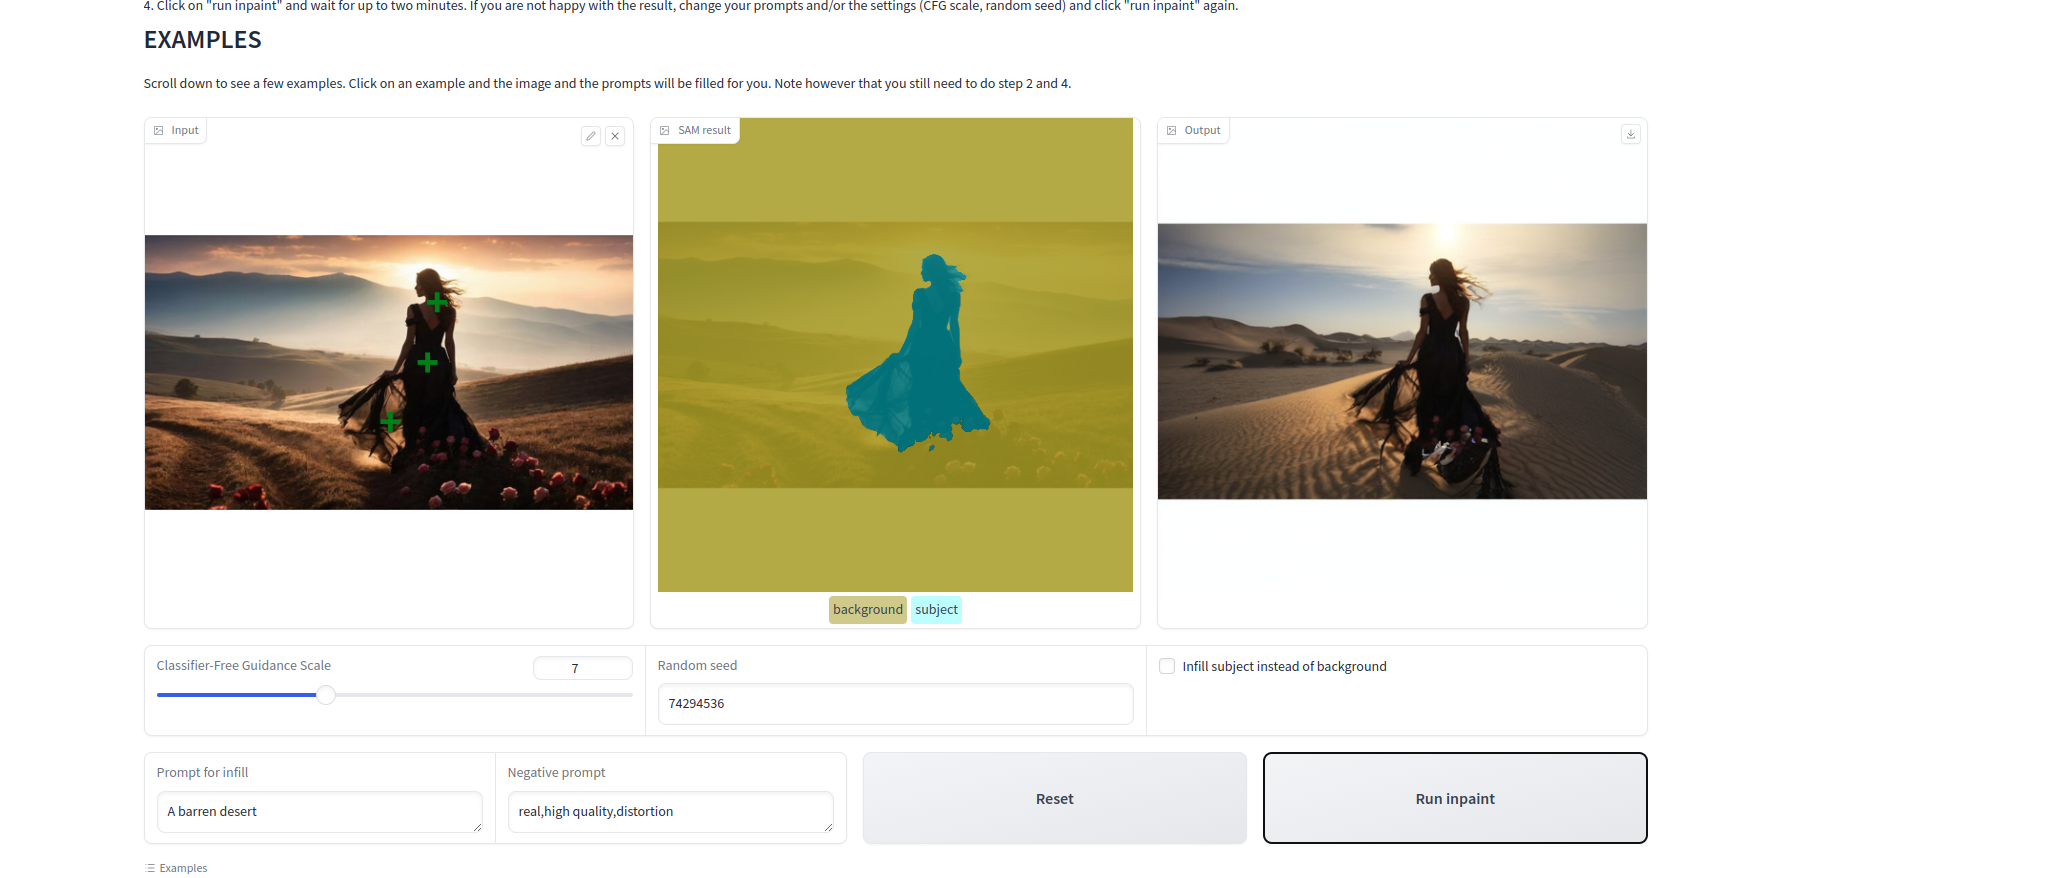 4. Click on "run inpaint" and wait for up to two minutes. If you are not happy with the result, change your prompts and/or the settings (CFG scale, random seed) and click "run inpaint" again.
EXAMPLES
Scroll down to see a few examples. Click on an example and the image and the prompts will be filled for you. Note however that you still need to do step 2 and 4.
Input
SAM result
Output
background subject
Classifier-Free Guidance Scale
7
Random seed
74294536
Infill subject instead of background
Prompt for infill
A barren desert
Negative prompt
real,high quality,distortion
Reset
Run inpaint
Examples